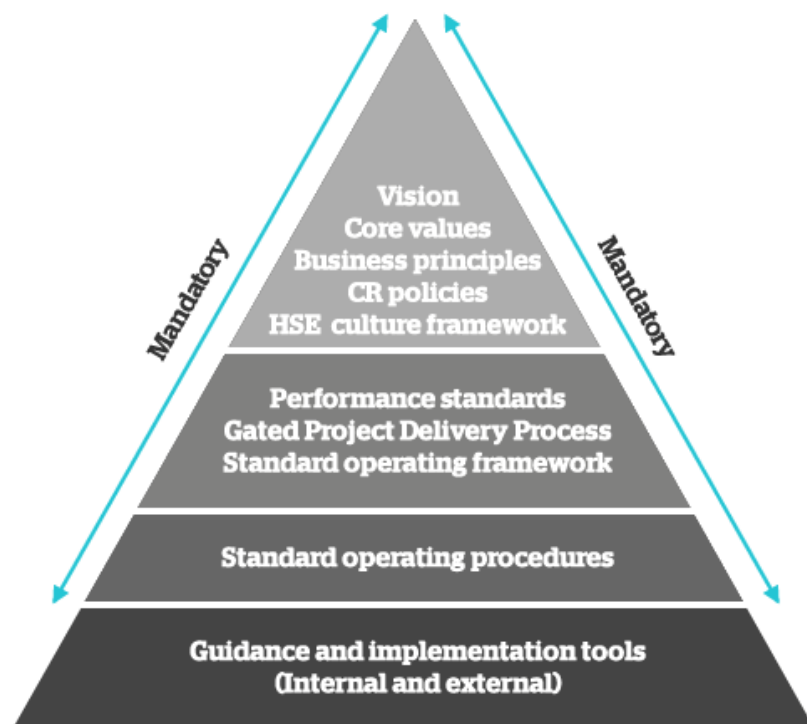 Vision
Core values
Business principles
CR policies
HSE culture framework
Mandatory
Mandatory
Performance standards
Gated Project Delivery Process
Standard operating framework
Standard operating procedures
Guidance and implementation tools
(Internal and external)